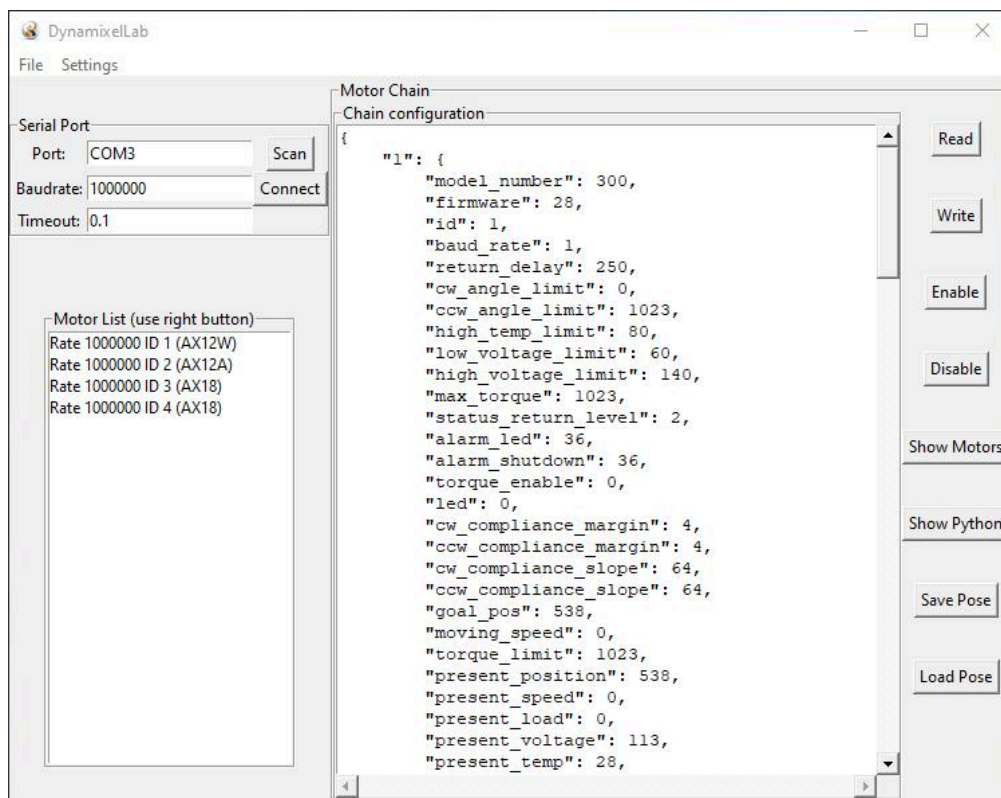 DynamixelLab
File Settings
Serial Port
Port: COM3 Scan
Baudrate: 1000000 Connect
Timeout: 0.1
Motor List (use right button)
Rate 1000000 ID 1 (AX12W)
Rate 1000000 ID 2 (AX12A)
Rate 1000000 ID 3 (AX18)
Rate 1000000 ID 4 (AX18)
Motor Chain
Chain configuration
{
    "1": {
        "model_number": 300,
        "firmware": 28,
        "id": 1,
        "baud_rate": 1,
        "return_delay": 250,
        "cw_angle_limit": 0,
        "ccw_angle_limit": 1023,
        "high_temp_limit": 80,
        "low_voltage_limit": 60,
        "high_voltage_limit": 140,
        "max_torque": 1023,
        "status_return_level": 2,
        "alarm_led": 36,
        "alarm_shutdown": 36,
        "torque_enable": 0,
        "led": 0,
        "cw_compliance_margin": 4,
        "ccw_compliance_margin": 4,
        "cw_compliance_slope": 64,
        "ccw_compliance_slope": 64,
        "goal_pos": 538,
        "moving_speed": 0,
        "torque_limit": 1023,
        "present_position": 538,
        "present_speed": 0,
        "present_load": 0,
        "present_voltage": 113,
        "present_temp": 28,
Read
Write
Enable
Disable
Show Motors
Show Python
Save Pose
Load Pose